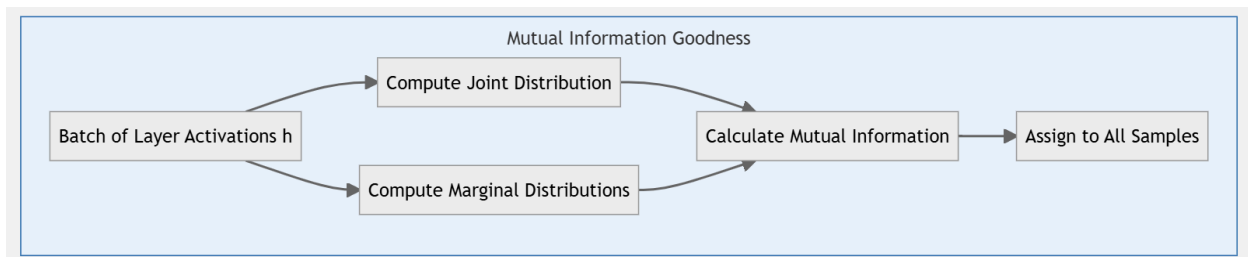 Mutual Information Goodness
Compute Joint Distribution
Batch of Layer Activations h
Calculate Mutual Information
Assign to All Samples
Compute Marginal Distributions